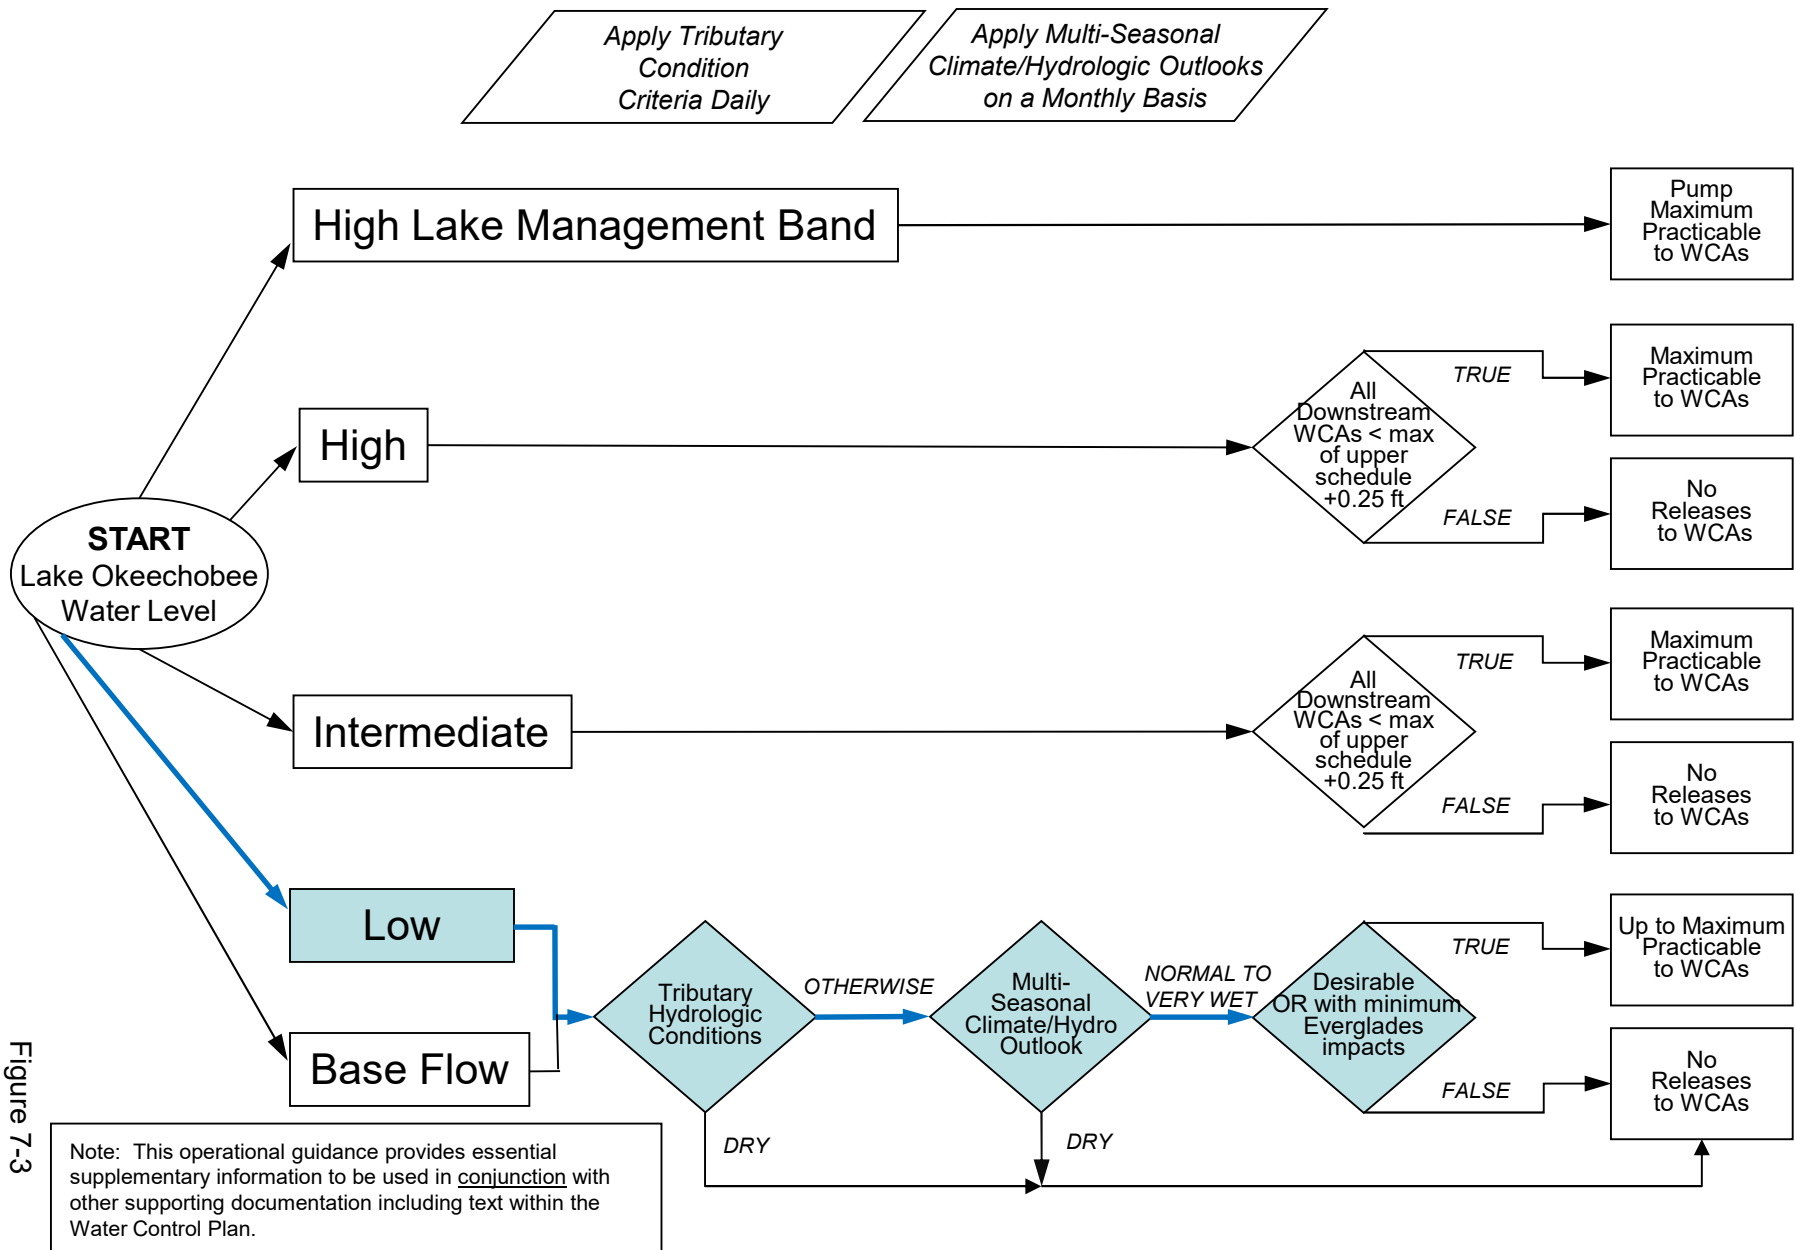 Apply Tributary
Condition
Criteria Daily
Apply Multi-Seasonal
Climate/Hydrologic Outlooks
on a Monthly Basis
High Lake Management Band
Pump
Maximum
Practicable
to WCAs
High
All
Downstream
WCAs < max
of upper
schedule
+0.25 ft
TRUE
Maximum
Practicable
to WCAs
FALSE
No
Releases
to WCAs
START
Lake Okeechobee
Water Level
Intermediate
All
Downstream
WCAs < max
of upper
schedule
+0.25 ft
TRUE
Maximum
Practicable
to WCAs
FALSE
No
Releases
to WCAs
Low
Base Flow
Tributary
Hydrologic
Conditions
OTHERWISE
DRY
Multi-
Seasonal
Climate/Hydro
Outlook
NORMAL TO
VERY WET
DRY
Desirable
OR with minimum
Everglades
impacts
TRUE
Up to Maximum
Practicable
to WCAs
FALSE
No
Releases
to WCAs
Figure 7-3
Note: This operational guidance provides essential
supplementary information to be used in conjunction with
other supporting documentation including text within the
Water Control Plan.